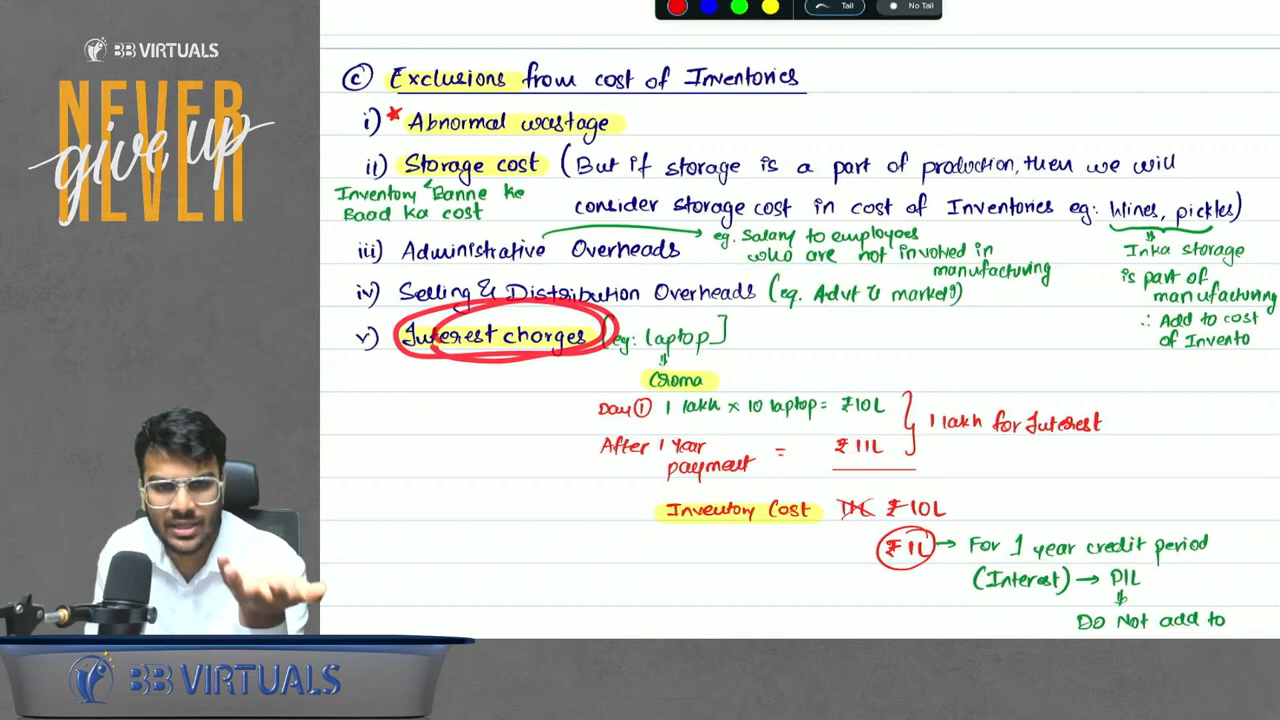 Tail
No Tail
BB VIRTUALS
NEVER
give up
NEVER
(c) Exclusions from cost of Inventories
i) * Abnormal wastage
ii) Storage cost (But if storage is a part of production, then we will
consider storage cost in cost of Inventories eg: Wines, pickles)
Inventory Banne ke
Baad ka cost
Inka storage
is part of
manufacturing
∴ Add to cost
of Invento
iii) Administrative Overheads
eg. Salary to employees
who are not involved in
manufacturing
iv) Selling & Distribution Overheads (eg. Advt & market)
v) Interest charges [eg: laptop]
Croma
Day ① 1 lakh × 10 laptop = ₹10L
After 1 Year payment = ₹11L
1 lakh for Interest
Inventory Cost ₹10L
₹1L → For 1 year credit period
(Interest) → P/L
Do Not add to
BB VIRTUALS